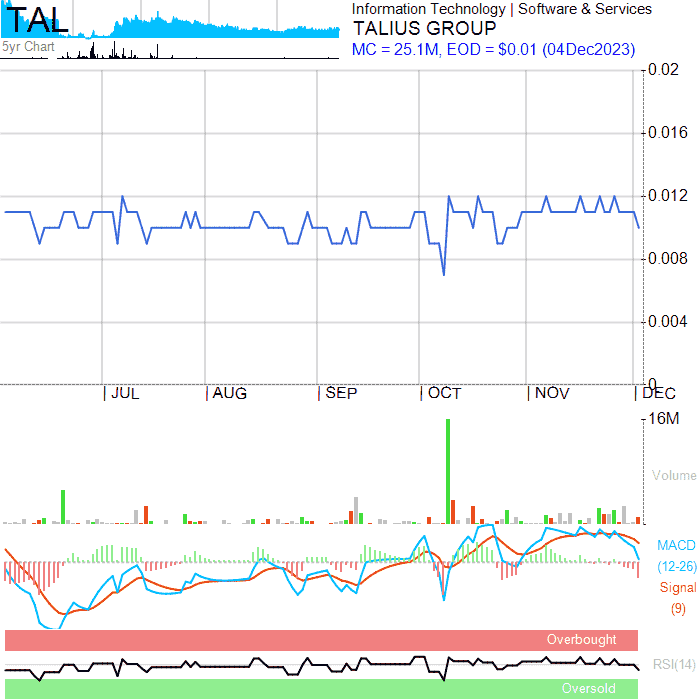 TAL
5yr Chart
Information Technology | Software & Services
TALIUS GROUP
MC = 25.1M, EOD = $0.01 (04Dec2023)
0.02
0.016
0.012
0.008
0.004
0
JUL AUG SEP OCT NOV DEC
16M
Volume
MACD
(12-26)
Signal
(9)
Overbought
RSI(14)
Oversold